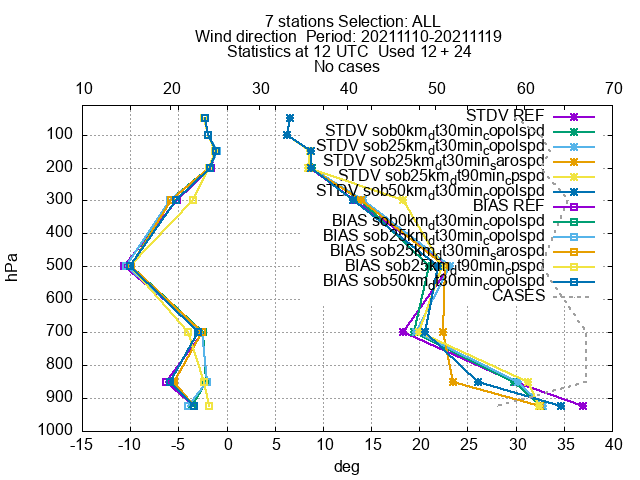 7 stations Selection: ALL
Wind direction Period: 20211110-20211119
Statistics at 12 UTC Used 12 + 24
No cases
10 20 30 40 50 60 70
STDV REF
STDV sob0km_dt30min_copolspd
STDV sob25km_dt30min_copolspd
STDV sob25km_dt30min_sarospd
STDV sob25km_dt90min_cpspd
STDV sob50km_dt30min_copolspd
BIAS REF
BIAS sob0km_dt30min_copolspd
BIAS sob25km_dt30min_copolspd
BIAS sob25km_dt30min_sarospd
BIAS sob25km_dt90min_cpspd
BIAS sob50km_dt30min_copolspd
CASES
hPa
100
200
300
400
500
600
700
800
900
1000
-15 -10 -5 0 5 10 15 20 25 30 35 40
deg